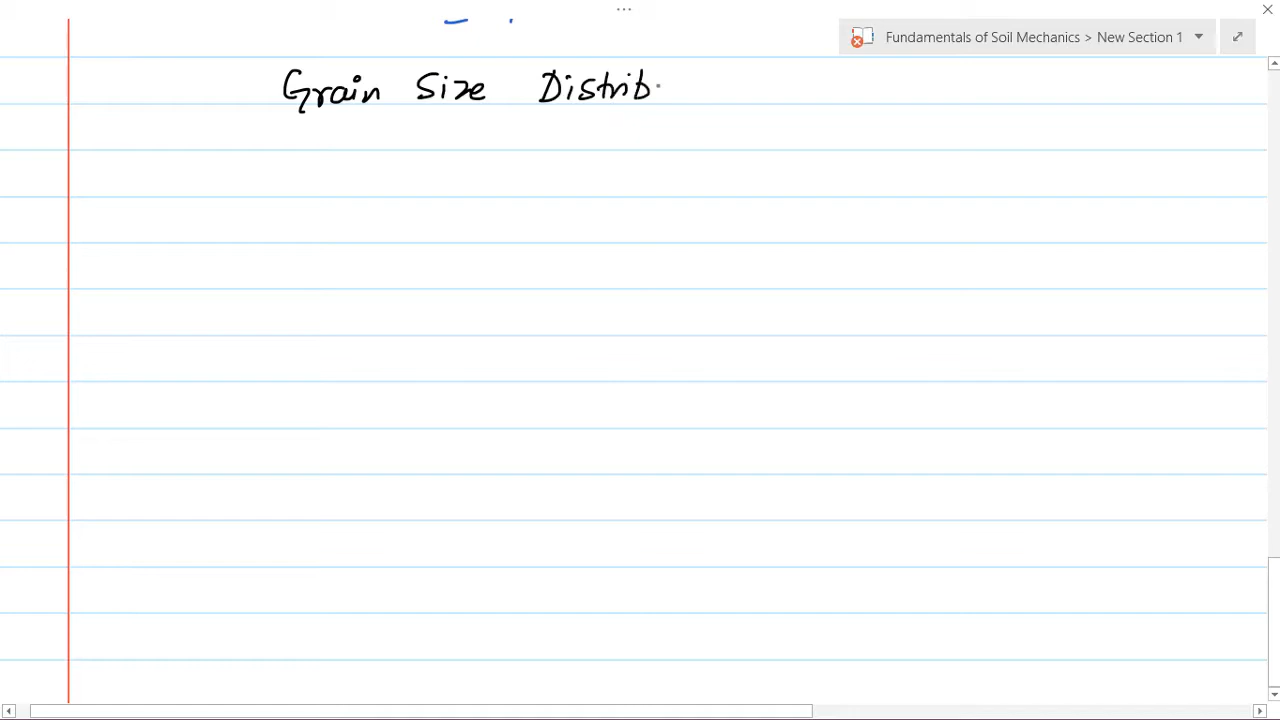 Fundamentals of Soil Mechanics > New Section 1
Grain Size Distrib